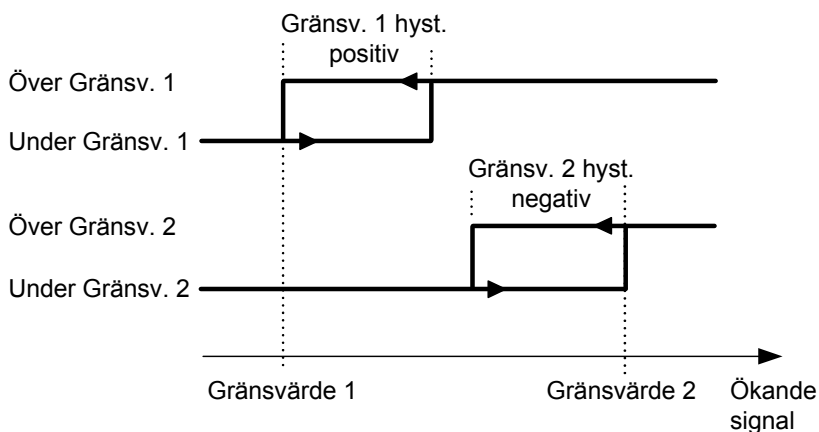 Gränsv. 1 hyst.
positiv
Över Gränsv. 1
Under Gränsv. 1
Gränsv. 2 hyst.
negativ
Över Gränsv. 2
Under Gränsv. 2
Gränsvärde 1
Gränsvärde 2
Ökande
signal